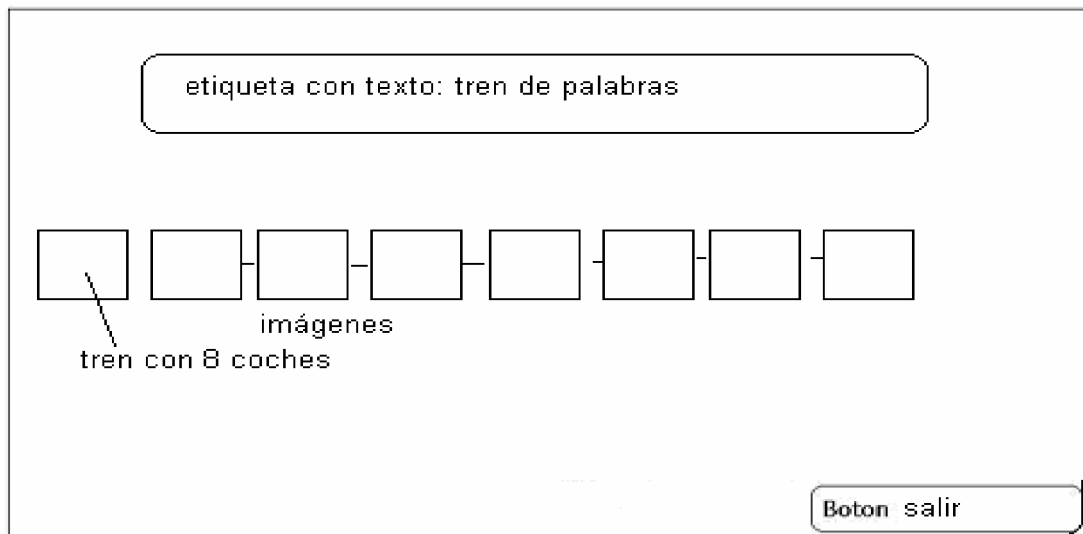 etiqueta con texto: tren de palabras
imágenes
tren con 8 coches
Boton salir